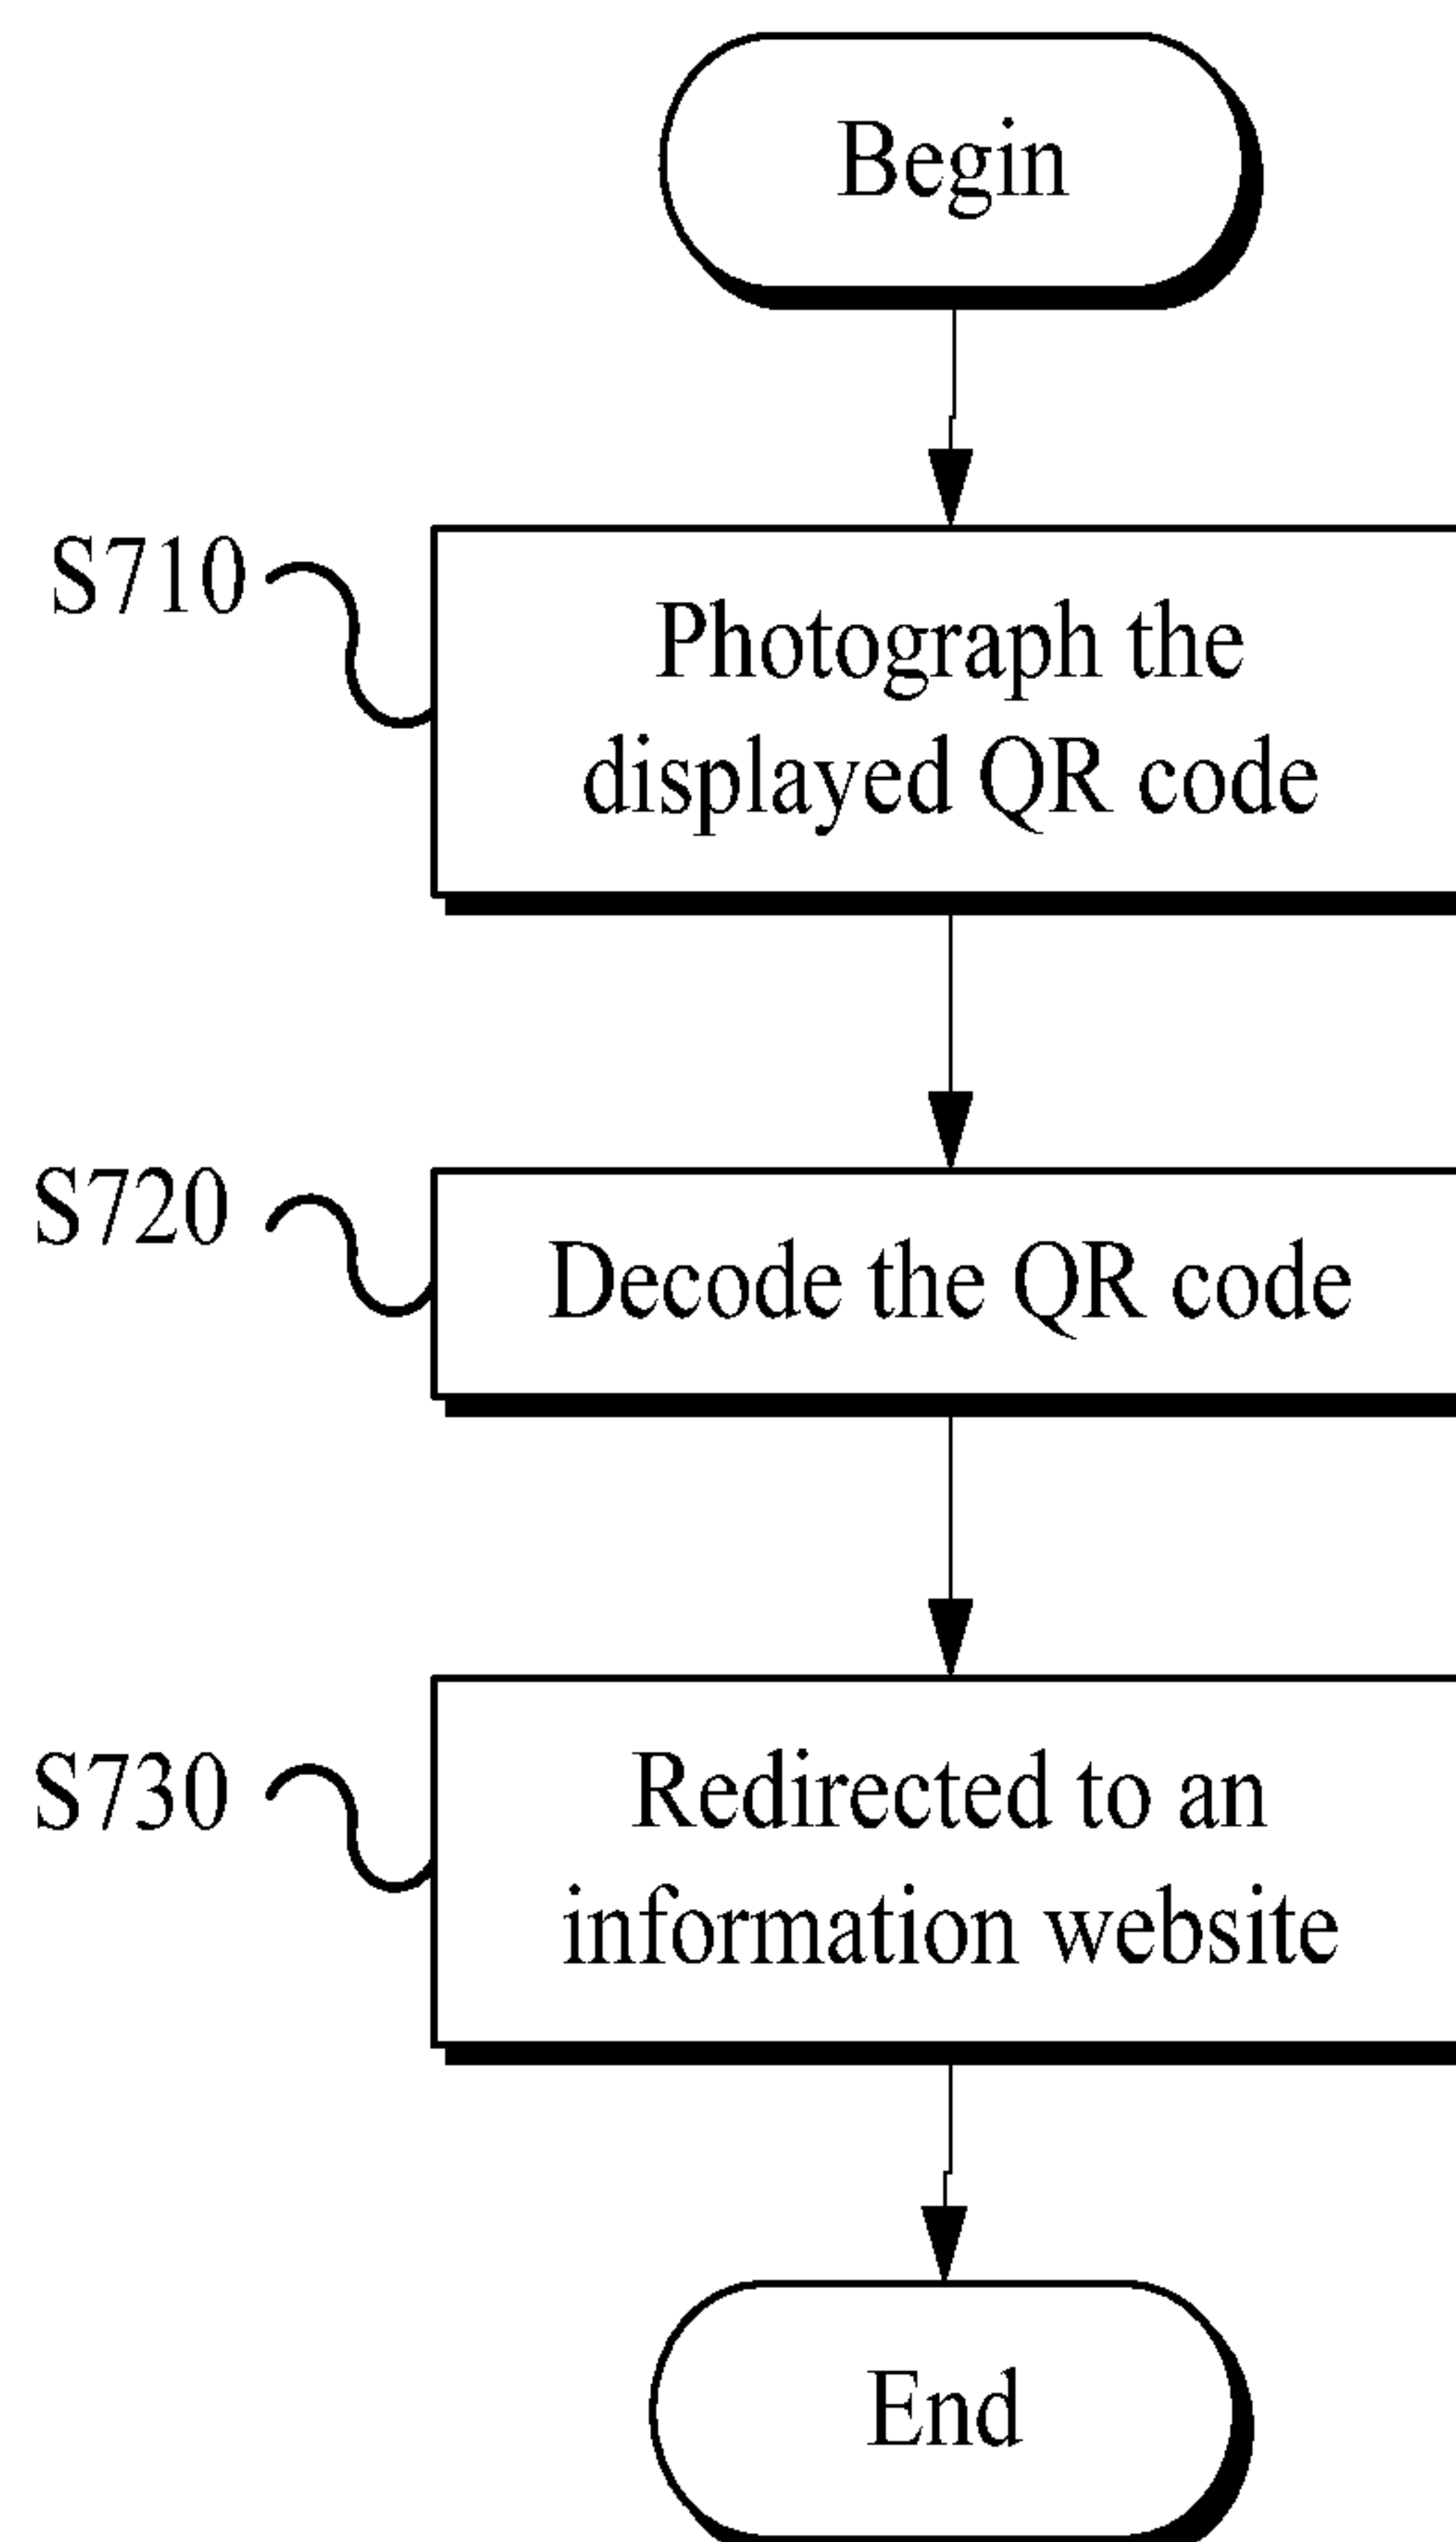 Begin
S710
Photograph the
displayed QR code
S720
Decode the QR code
S730
Redirected to an
information website
End